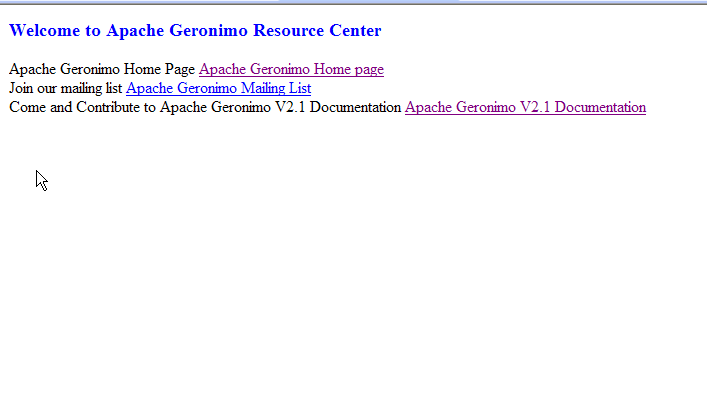 Welcome to Apache Geronimo Resource Center
Apache Geronimo Home Page Apache Geronimo Home page
Join our mailing list Apache Geronimo Mailing List
Come and Contribute to Apache Geronimo V2.1 Documentation Apache Geronimo V2.1 Documentation